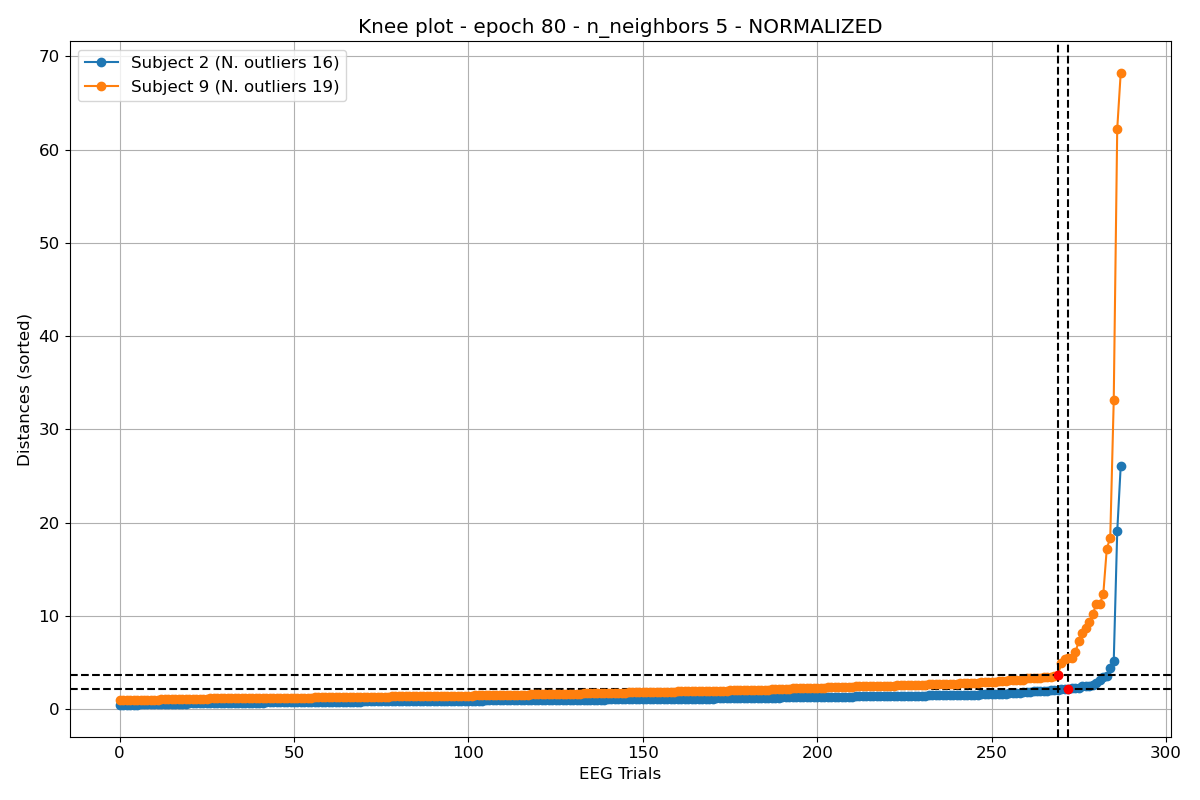 Knee plot - epoch 80 - n_neighbors 5 - NORMALIZED
Subject 2 (N. outliers 16)
Subject 9 (N. outliers 19)
Distances (sorted)
70
60
50
40
30
20
10
0
0 50 100 150 200 250 300
EEG Trials